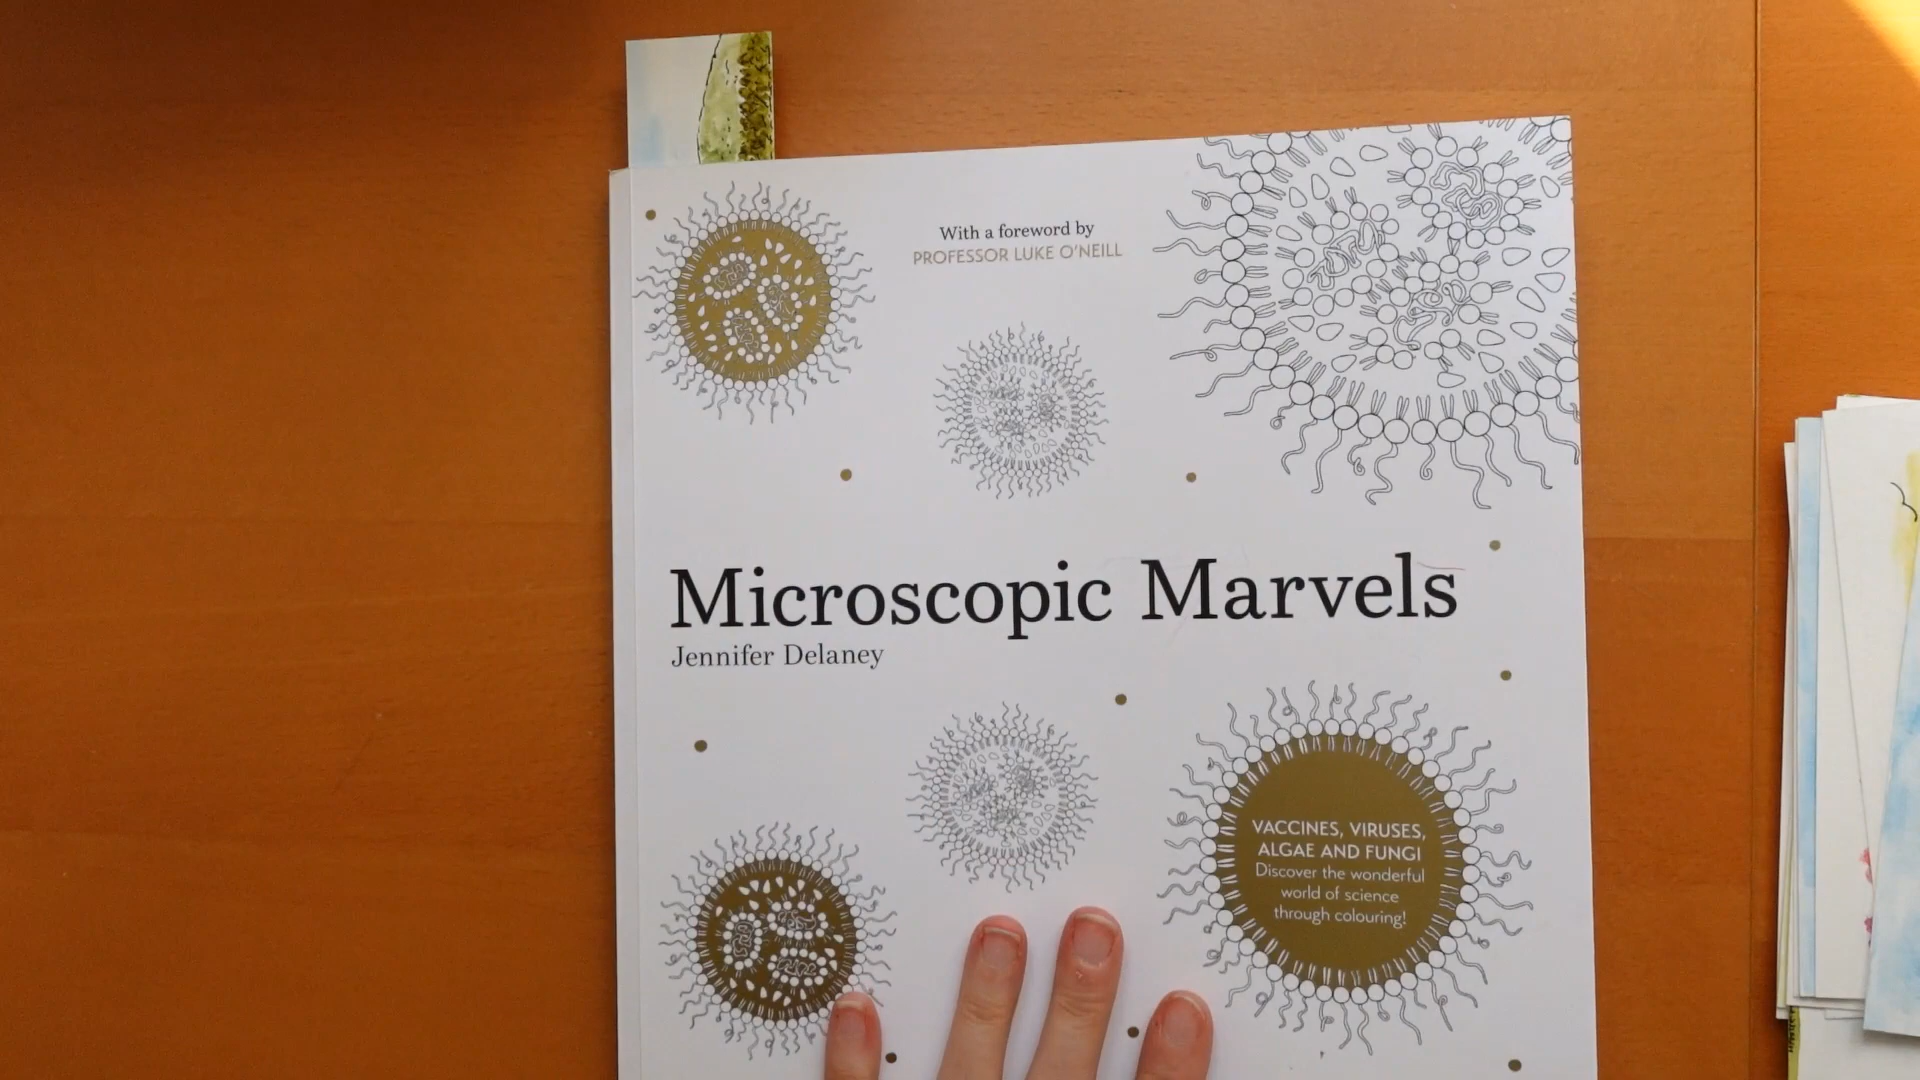 With a foreword by
PROFESSOR LUKE O'NEILL
Microscopic Marvels
Jennifer Delaney
VACCINES, VIRUSES,
ALGAE AND FUNGI
Discover the wonderful
world of science
through colouring!